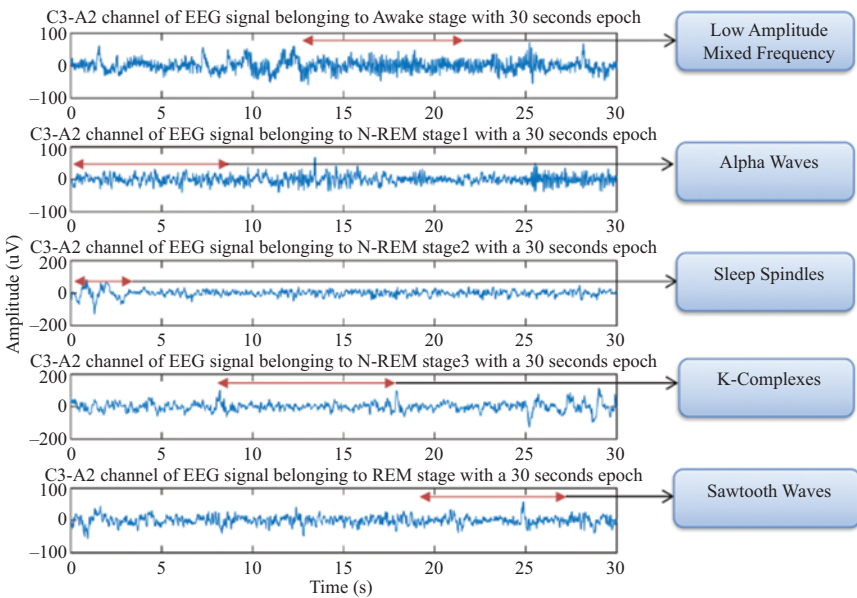 C3-A2 channel of EEG signal belonging to Awake stage with 30 seconds epoch
100
0
–100
0 5 10 15 20 25 30
Low Amplitude
Mixed Frequency
C3-A2 channel of EEG signal belonging to N-REM stage1 with a 30 seconds epoch
100
0
–100
0 5 10 15 20 25 30
Alpha Waves
Amplitude (uV)
C3-A2 channel of EEG signal belonging to N-REM stage2 with a 30 seconds epoch
200
0
–200
0 5 10 15 20 25 30
Sleep Spindles
C3-A2 channel of EEG signal belonging to N-REM stage3 with a 30 seconds epoch
200
0
–200
0 5 10 15 20 25 30
K-Complexes
C3-A2 channel of EEG signal belonging to REM stage with a 30 seconds epoch
100
0
–100
0 5 10 15 20 25 30
Sawtooth Waves
Time (s)